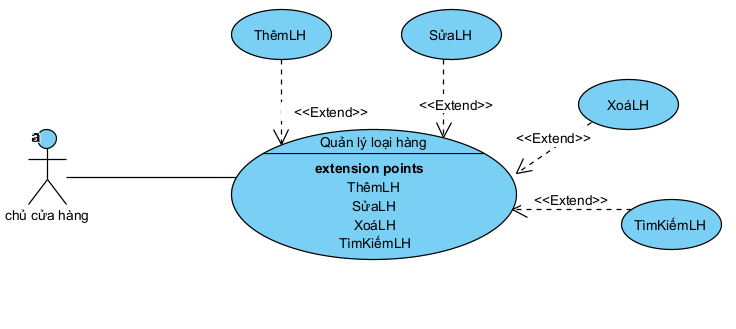 ThêmLH
SửaLH
XoáLH
<<Extend>>
<<Extend>>
<<Extend>>
<<Extend>>
a
chủ cửa hàng
Quản lý loại hàng
extension points
ThêmLH
SửaLH
XoáLH
TìmKiếmLH
TìmKiếmLH